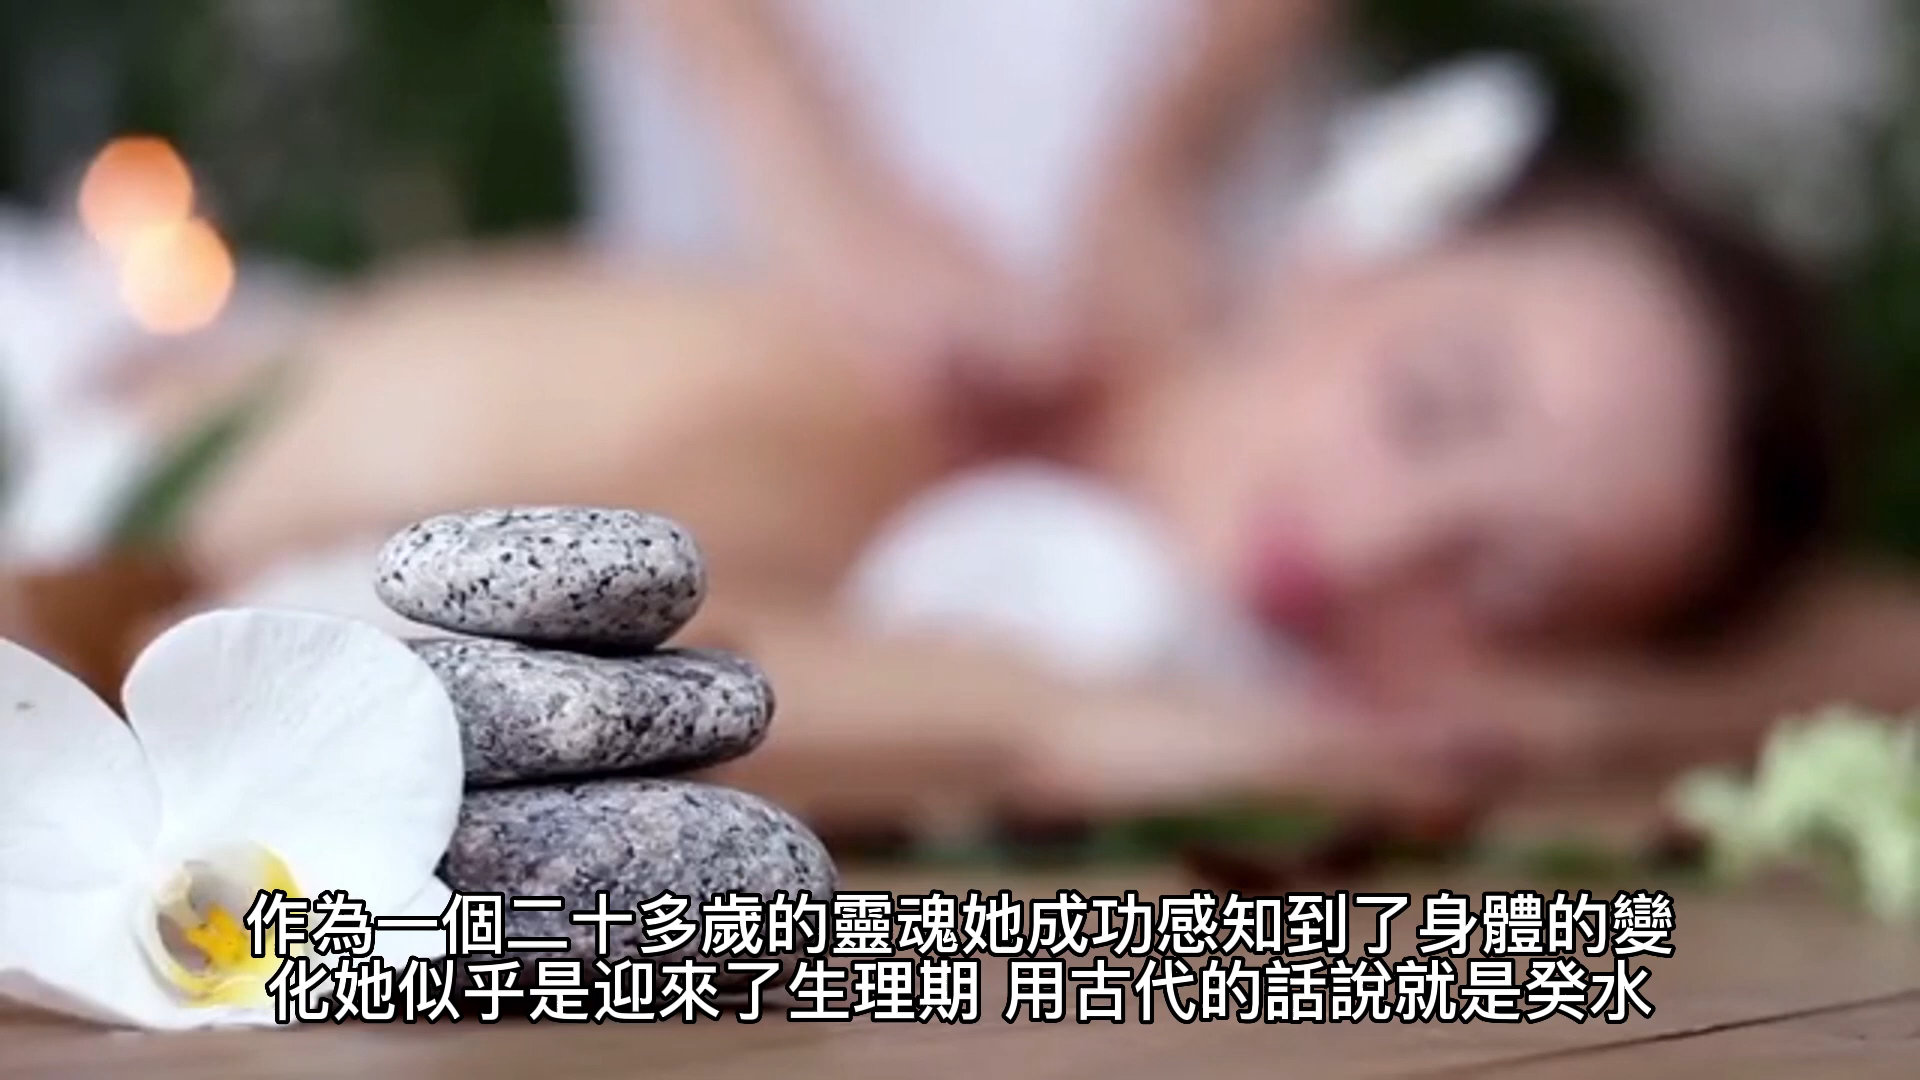 作為一個二十多歲的靈魂她成功感知到了身體的變
化她似乎是迎來了生理期 用古代的話說就是癸水